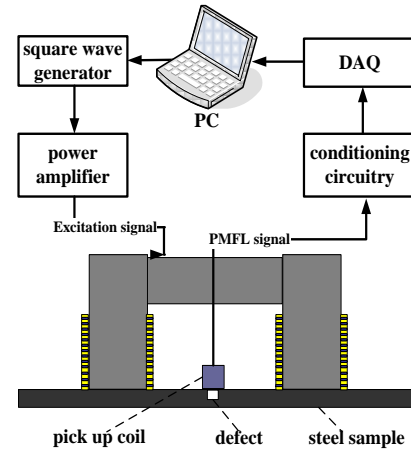 square wave
generator
PC
DAQ
power
amplifier
conditioning
circuitry
Excitation signal
PMFL signal
pick up coil
defect
steel sample